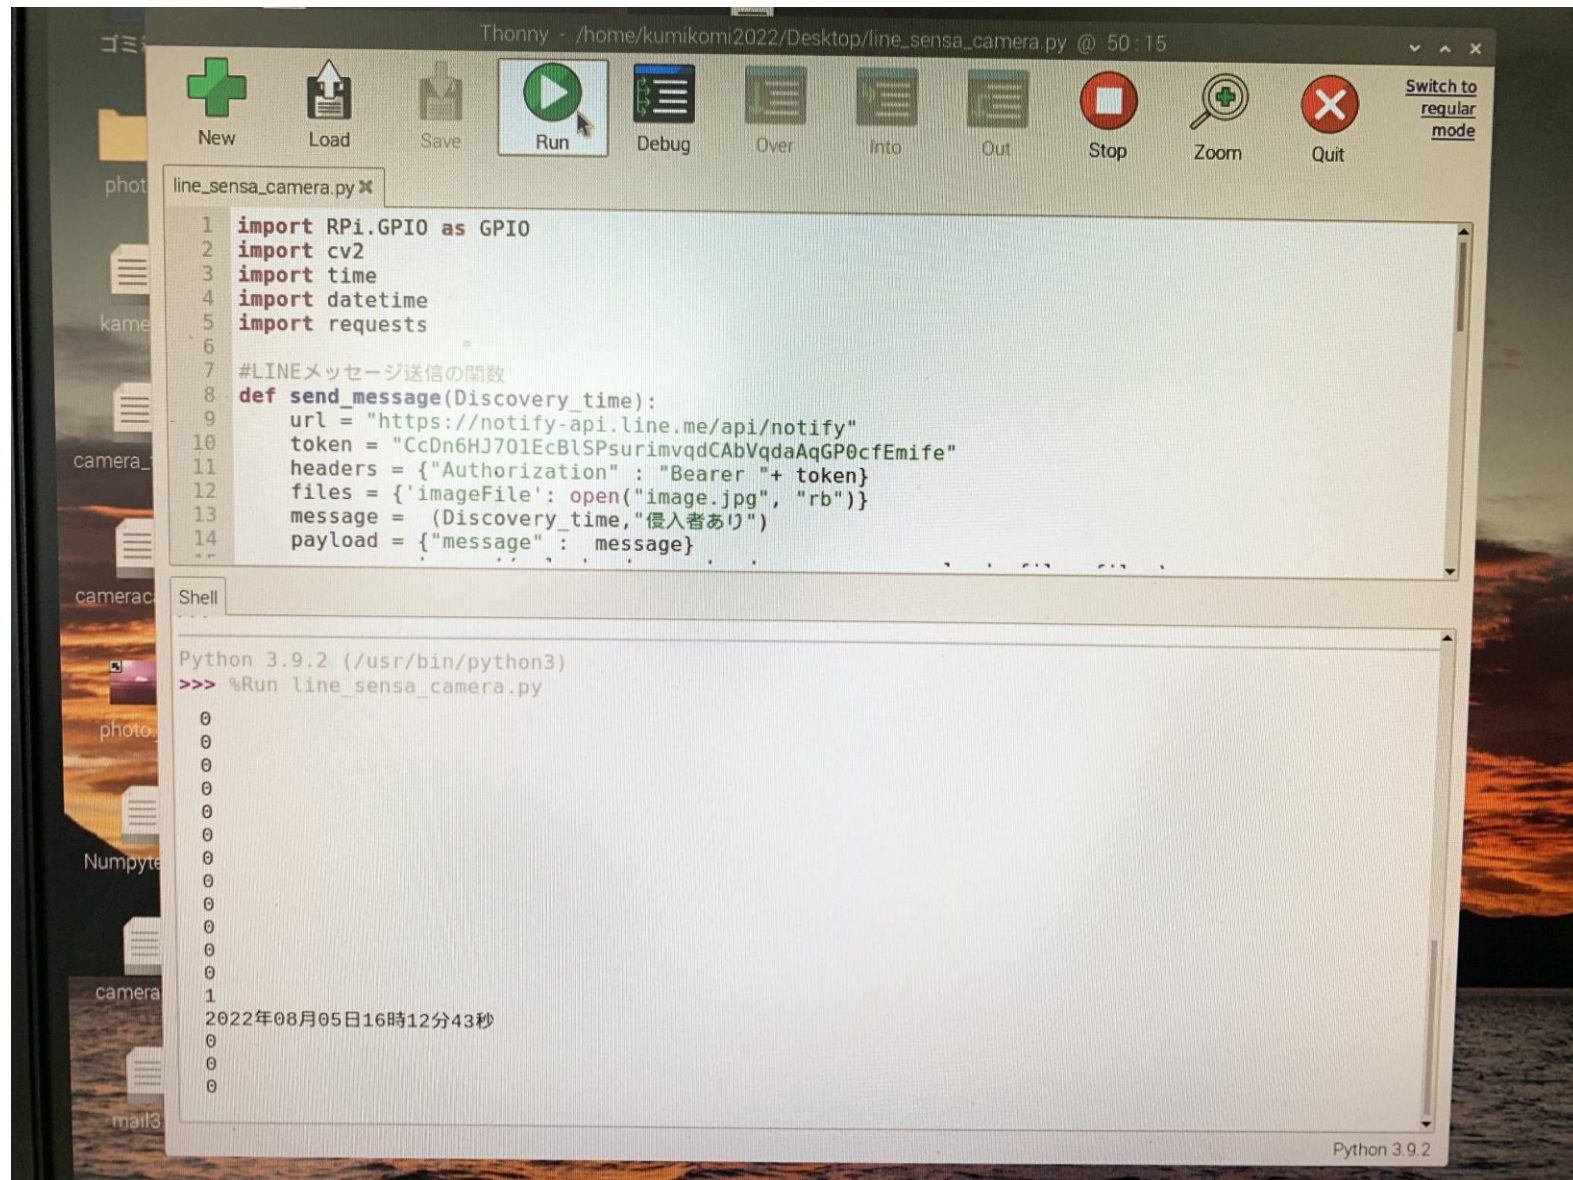 ゴミ
Thonny - /home/kumikomi2022/Desktop/line_sensa_camera.py @ 50:15
New
Load
Save
Run
Debug
Over
Into
Out
Stop
Zoom
Quit
Switch to
regular
mode
phot
kame
camera_
camerac
photo_
Numpyte
camera
mail3
line_sensa_camera.py
1 import RPi.GPIO as GPIO
2 import cv2
3 import time
4 import datetime
5 import requests
6
7 #LINEメッセージ送信の関数
8 def send_message(Discovery_time):
9 url = "https://notify-api.line.me/api/notify"
10 token = "CcDn6HJ7O1EcBlSPsurimvqdCAbVqdaAqGP0cfEmife"
11 headers = {"Authorization" : "Bearer "+ token}
12 files = {'imageFile': open("image.jpg", "rb")}
13 message = (Discovery_time,"侵入者あり")
14 payload = {"message" : message}
Shell
Python 3.9.2 (/usr/bin/python3)
>>> %Run line_sensa_camera.py
0
0
0
0
0
0
0
0
0
0
0
0
1
2022年08月05日16時12分43秒
0
0
0
Python 3.9.2